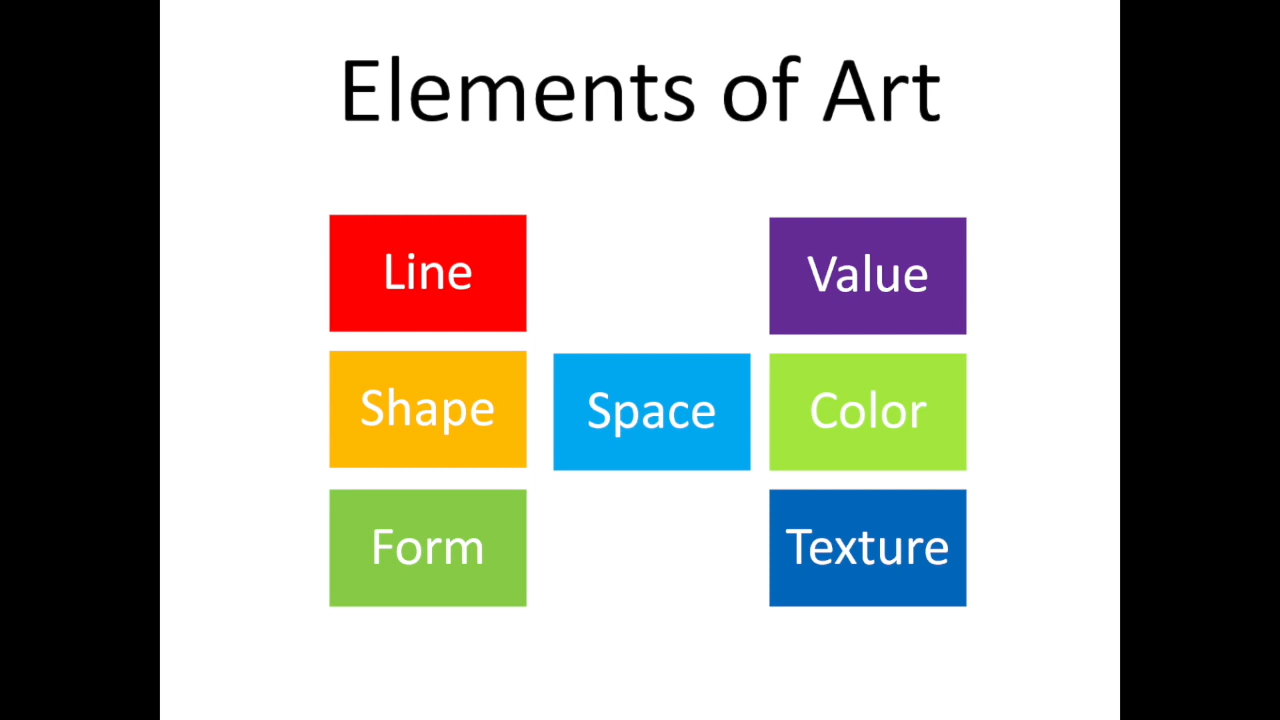 Elements of Art
Line
Value
Shape
Space
Color
Form
Texture